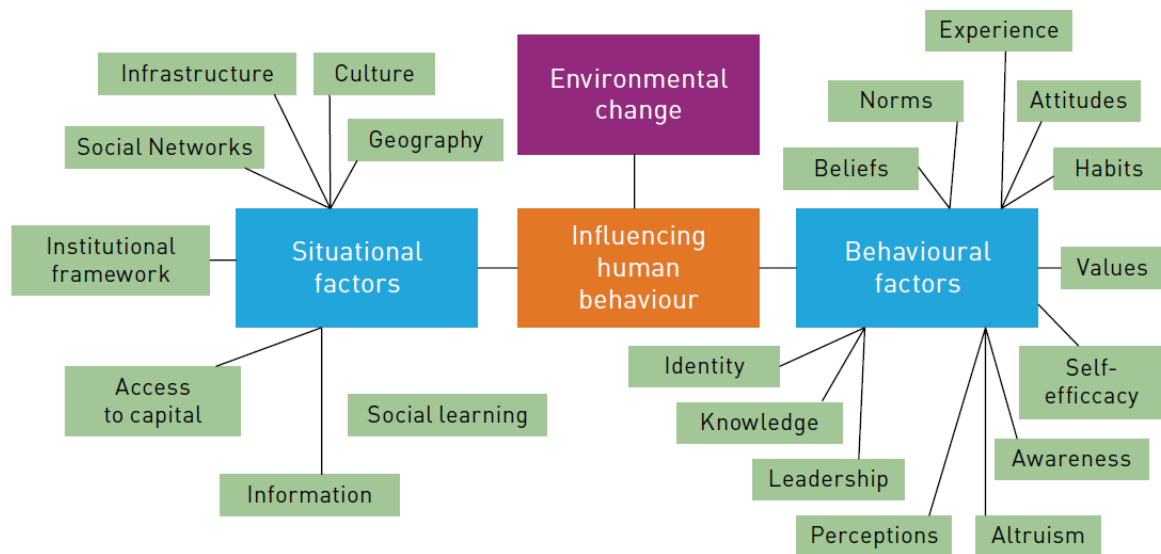 Experience
Infrastructure
Culture
Environmental
change
Norms
Attitudes
Social Networks
Geography
Beliefs
Habits
Institutional
framework
Situational
factors
Influencing
human
behaviour
Behavioural
factors
Values
Access
to capital
Social learning
Identity
Self-
efficcacy
Knowledge
Awareness
Leadership
Information
Perceptions
Altruism